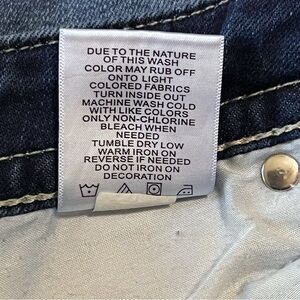 DUE TO THE NATURE
OF THIS WASH
COLOR MAY RUB OFF
ONTO LIGHT
COLORED FABRICS
TURN INSIDE OUT
MACHINE WASH COLD
WITH LIKE COLORS
ONLY NON-CHLORINE
BLEACH WHEN
NEEDED
TUMBLE DRY LOW
WARM IRON ON
REVERSE IF NEEDED
DO NOT IRON ON
DECORATION